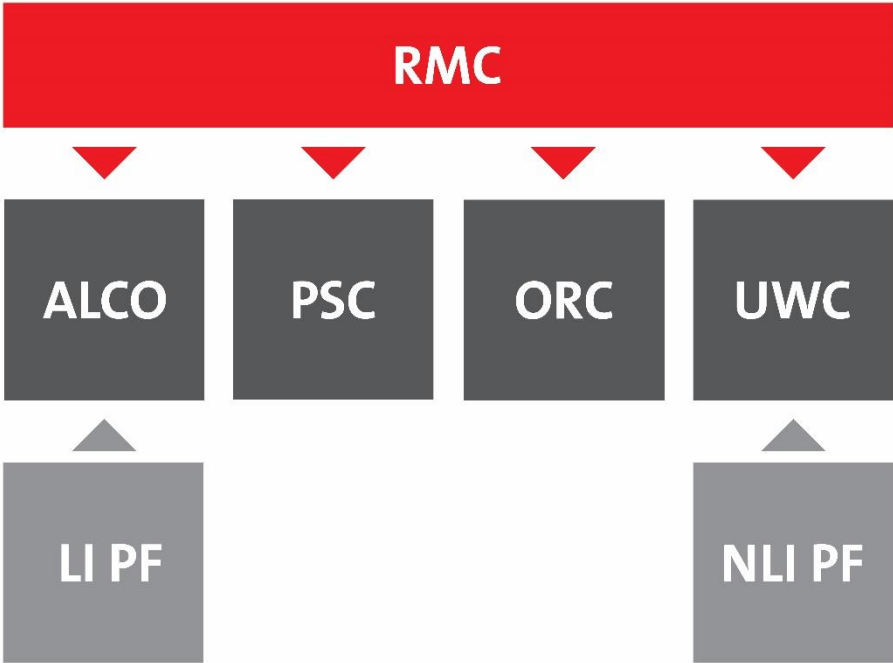 RMC
ALCO
PSC
ORC
UWC
LI PF
NLI PF